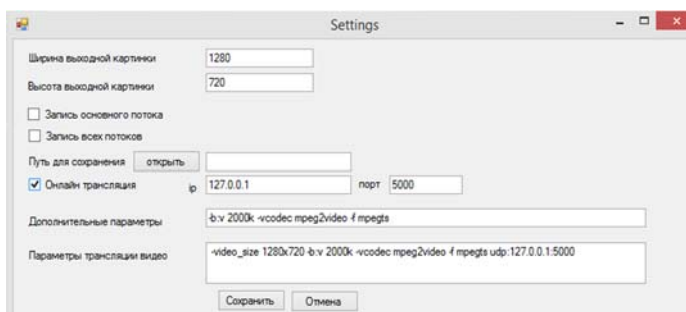 Settings
Ширина выходной картинки 1280
Высота выходной картинки 720
Запись основного потока
Запись всех потоков
Путь для сохранения открыть
Онлайн трансляция ip 127.0.0.1 порт 5000
Дополнительные параметры -b:v 2000k -vcodec mpeg2video -f mpegts
Параметры трансляции видео -video_size 1280x720 -b:v 2000k -vcodec mpeg2video -f mpegts udp:127.0.0.1:5000
Сохранить Отмена